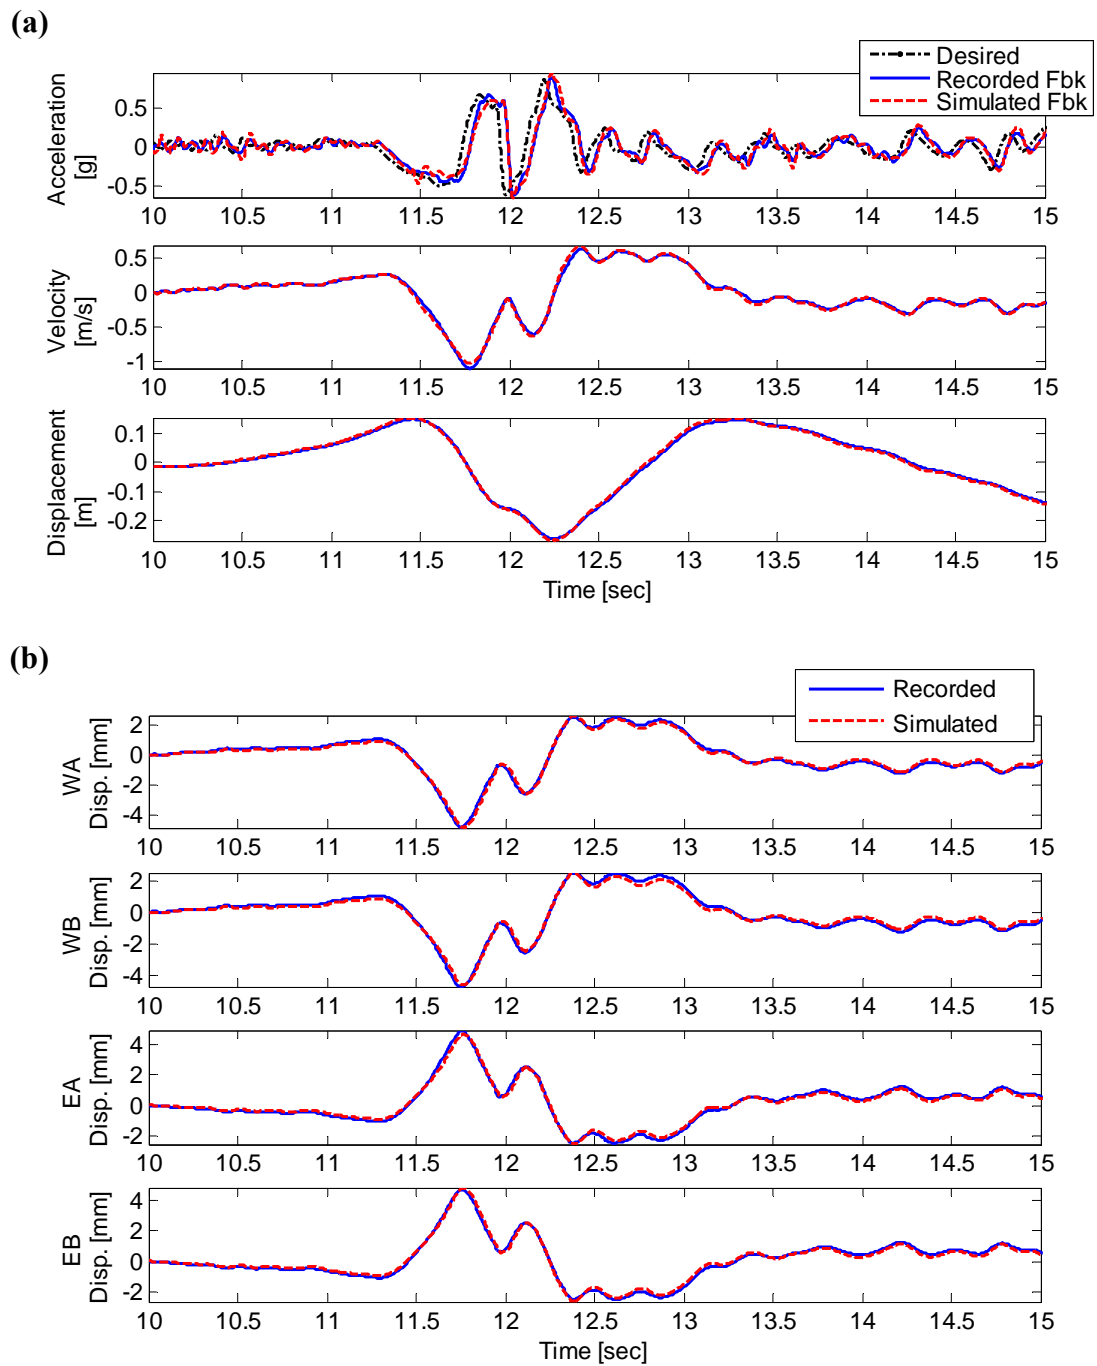 (a)
Desired
Recorded Fbk
Simulated Fbk
Acceleration
[g]
0.5
0
-0.5
10 10.5 11 11.5 12 12.5 13 13.5 14 14.5 15
Velocity
[m/s]
0.5
0
-0.5
-1
10 10.5 11 11.5 12 12.5 13 13.5 14 14.5 15
Displacement
[m]
0.1
0
-0.1
-0.2
10 10.5 11 11.5 12 12.5 13 13.5 14 14.5 15
Time [sec]
(b)
Recorded
Simulated
WA
Disp. [mm]
2
0
-2
-4
10 10.5 11 11.5 12 12.5 13 13.5 14 14.5 15
WB
Disp. [mm]
2
0
-2
-4
10 10.5 11 11.5 12 12.5 13 13.5 14 14.5 15
EA
Disp. [mm]
4
2
0
-2
10 10.5 11 11.5 12 12.5 13 13.5 14 14.5 15
EB
Disp. [mm]
4
2
0
-2
10 10.5 11 11.5 12 12.5 13 13.5 14 14.5 15
Time [sec]